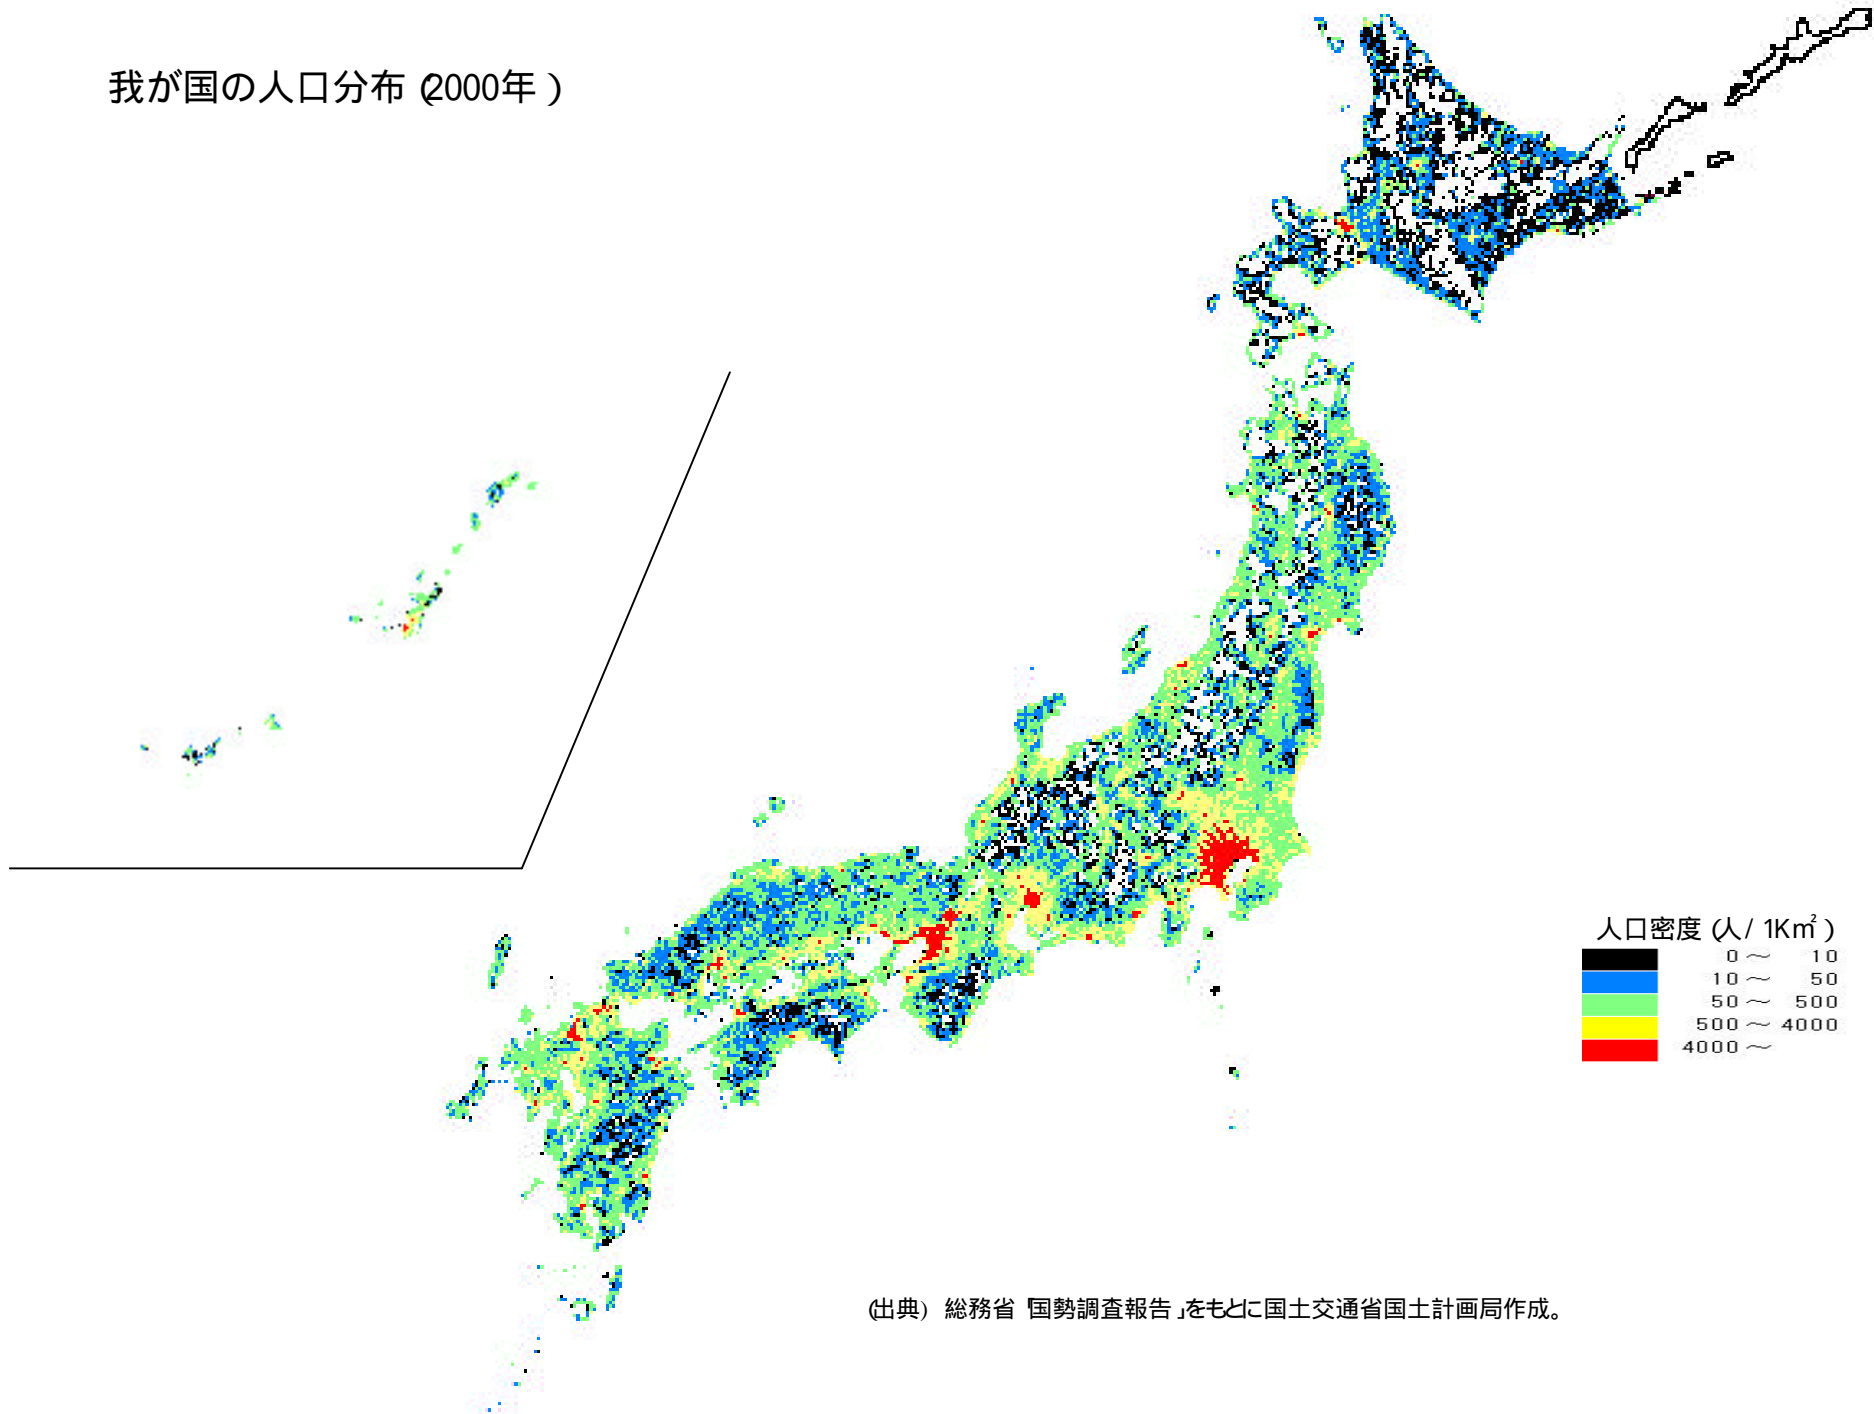 我が国の人口分布（2000年）
人口密度（人/1Km²）
0～ 10
10～ 50
50～ 500
500～4000
4000～
(出典) 総務省「国勢調査報告」をもとに国土交通省国土計画局作成。